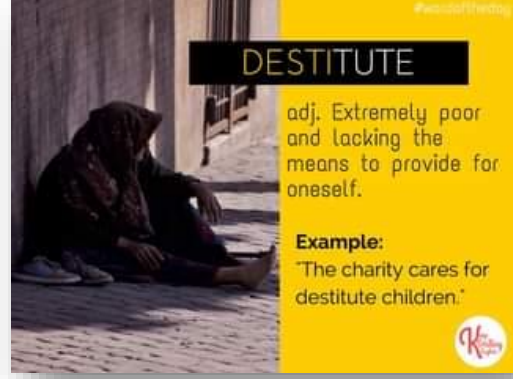 #wordoftheday
DESTITUTE
adj. Extremely poor
and lacking the
means to provide for
oneself.
Example:
"The charity cares for
destitute children."